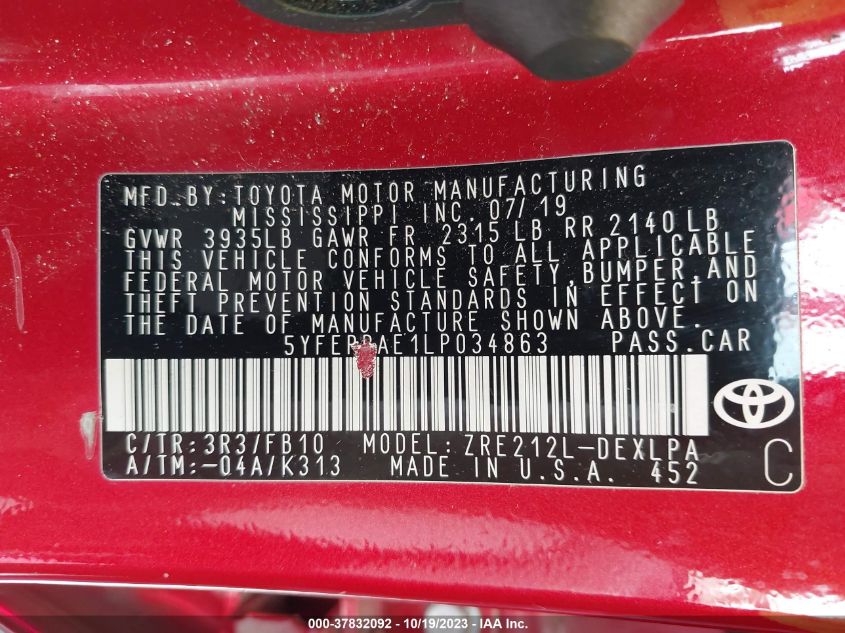 MFD.BY:TOYOTA MOTOR MANUFACTURING
MISSISSIPPI INC. 07/19
GVWR 3935LB GAWR FR 2315 LB RR 2140 LB
THIS VEHICLE CONFORMS TO ALL APPLICABLE
FEDERAL MOTOR VEHICLE SAFETY, BUMPER, AND
THEFT PREVENTION STANDARDS IN EFFECT ON
THE DATE OF MANUFACTURE SHOWN ABOVE.
PASS.CAR
C/TR:3R3/FB10 MODEL:ZRE212L-DEXLPA
A/TM:-04A/K313 MADE IN U.S.A. 452 C
000-37832092 - 10/19/2023 - IAAI.com